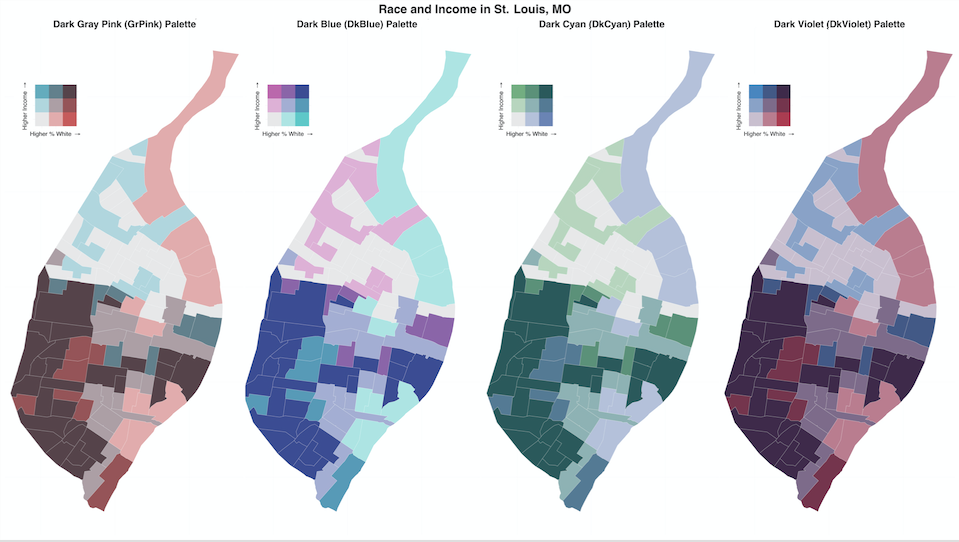 Race and Income in St. Louis, MO
Dark Gray Pink (GrPink) Palette
Dark Blue (DkBlue) Palette
Dark Cyan (DkCyan) Palette
Dark Violet (DkViolet) Palette
Higher Income →
Higher % White →
Higher Income →
Higher % White →
Higher Income →
Higher % White →
Higher Income →
Higher % White →